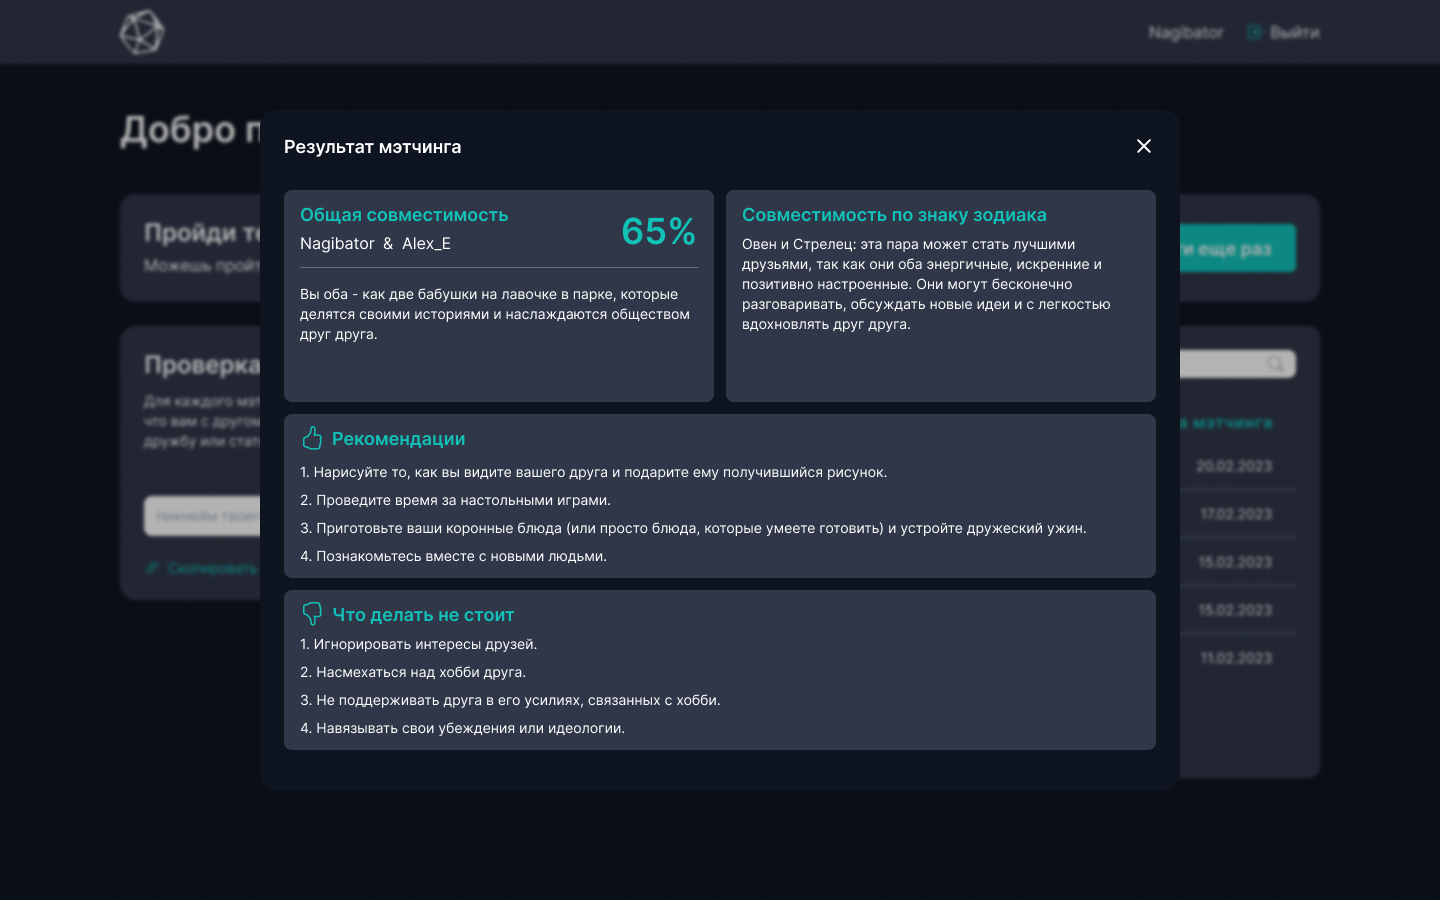 Nagibator
Выйти
Добро п
Результат мэтчинга
Общая совместимость
65%
Nagibator & Alex_E
Вы оба - как две бабушки на лавочке в парке, которые
делятся своими историями и наслаждаются обществом
друг друга.
Совместимость по знаку зодиака
Овен и Стрелец: эта пара может стать лучшими
друзьями, так как они оба энергичные, искренние и
позитивно настроенные. Они могут бесконечно
разговаривать, обсуждать новые идеи и с легкостью
вдохновлять друг друга.
Пройди те
Можешь пройт
ти еще раз
Проверка
Для каждого мэт
что вам с другом
дружбу или стат
Никнейм твоег
Скопировать
Рекомендации
1. Нарисуйте то, как вы видите вашего друга и подарите ему получившийся рисунок.
2. Проведите время за настольными играми.
3. Приготовьте ваши коронные блюда (или просто блюда, которые умеете готовить) и устройте дружеский ужин.
4. Познакомьтесь вместе с новыми людьми.
Что делать не стоит
1. Игнорировать интересы друзей.
2. Насмехаться над хобби друга.
3. Не поддерживать друга в его усилиях, связанных с хобби.
4. Навязывать свои убеждения или идеологии.
а мэтчинга
20.02.2023
17.02.2023
15.02.2023
15.02.2023
11.02.2023